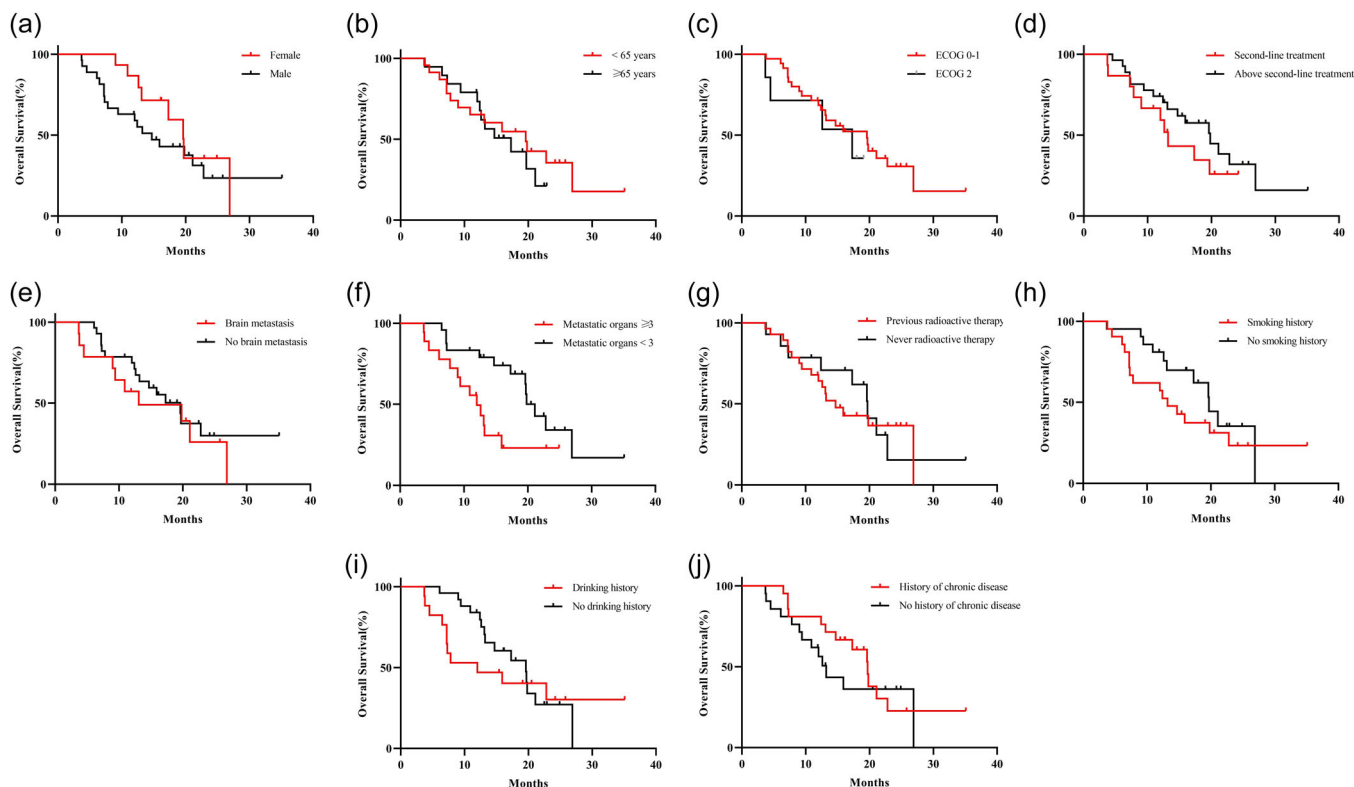 (a)
Overall Survival(%)
100
50
0
Female
Male
0 10 20 30 40
Months
(b)
Overall Survival(%)
100
50
0
< 65 years
≥65 years
0 10 20 30 40
Months
(c)
Overall Survival(%)
100
50
0
ECOG 0-1
ECOG 2
0 10 20 30 40
Months
(d)
Overall Survival(%)
100
50
0
Second-line treatment
Above second-line treatment
0 10 20 30 40
Months
(e)
Overall Survival(%)
100
50
0
Brain metastasis
No brain metastasis
0 10 20 30 40
Months
(f)
Overall Survival(%)
100
50
0
Metastatic organs ≥3
Metastatic organs < 3
0 10 20 30 40
Months
(g)
Overall Survival(%)
100
50
0
Previous radioactive therapy
Never radioactive therapy
0 10 20 30 40
Months
(h)
Overall Survival(%)
100
50
0
Smoking history
No smoking history
0 10 20 30 40
Months
(i)
Overall Survival(%)
100
50
0
Drinking history
No drinking history
0 10 20 30 40
Months
(j)
Overall Survival(%)
100
50
0
History of chronic disease
No history of chronic disease
0 10 20 30 40
Months